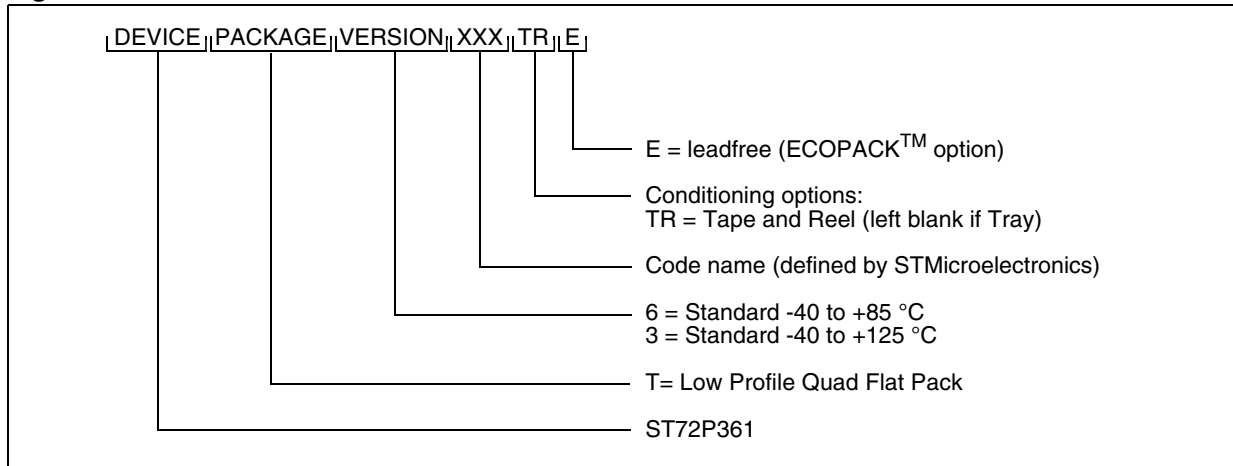 DEVICE PACKAGE VERSION XXX TR E
E = leadfree (ECOPACK™ option)
Conditioning options:
TR = Tape and Reel (left blank if Tray)
Code name (defined by STMicroelectronics)
6 = Standard -40 to +85 °C
3 = Standard -40 to +125 °C
T= Low Profile Quad Flat Pack
ST72P361